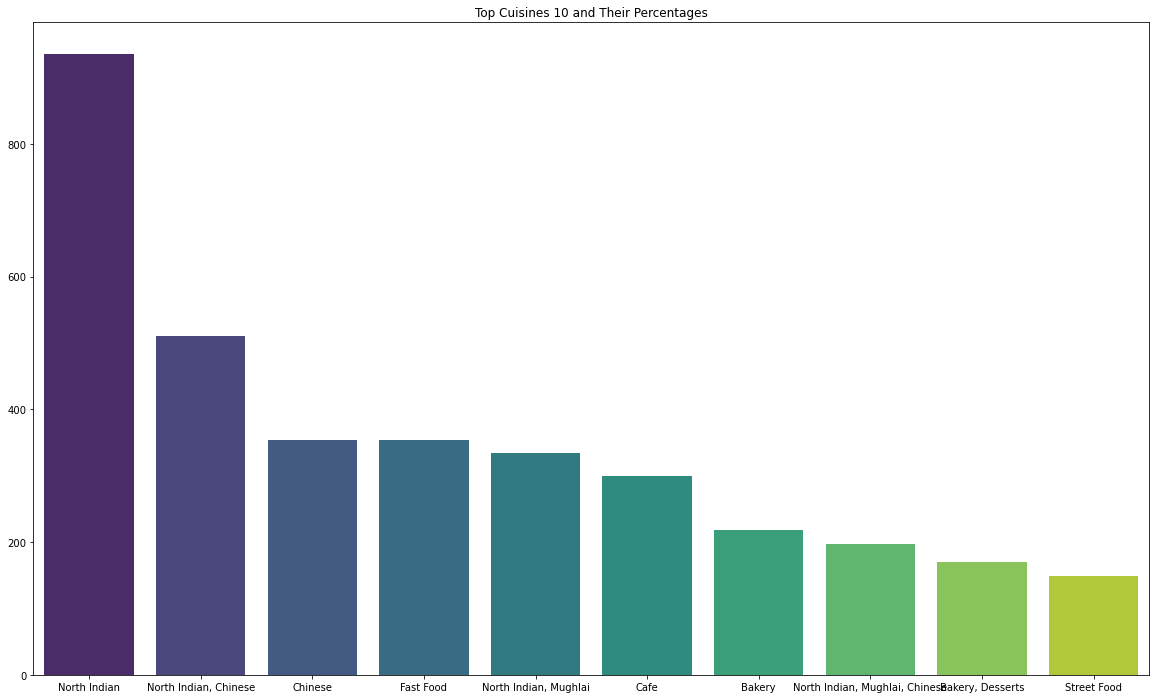 Top Cuisines 10 and Their Percentages
800
600
400
200
0
North Indian
North Indian, Chinese
Chinese
Fast Food
North Indian, Mughlai
Cafe
Bakery
North Indian, Mughlai, Chinese
Bakery, Desserts
Street Food